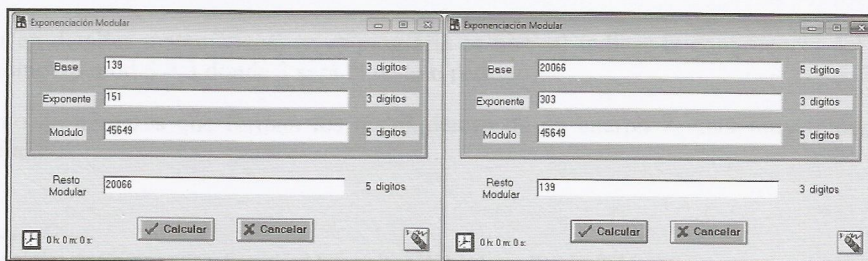 Exponenciación Modular
Base 139 3 digitos
Exponente 151 3 digitos
Modulo 45649 5 digitos
Resto Modular 20066 5 digitos
Calcular Cancelar
0 h: 0 m: 0 s:
Exponenciación Modular
Base 20066 5 digitos
Exponente 303 3 digitos
Modulo 45649 5 digitos
Resto Modular 139 3 digitos
Calcular Cancelar
0 h: 0 m: 0 s: